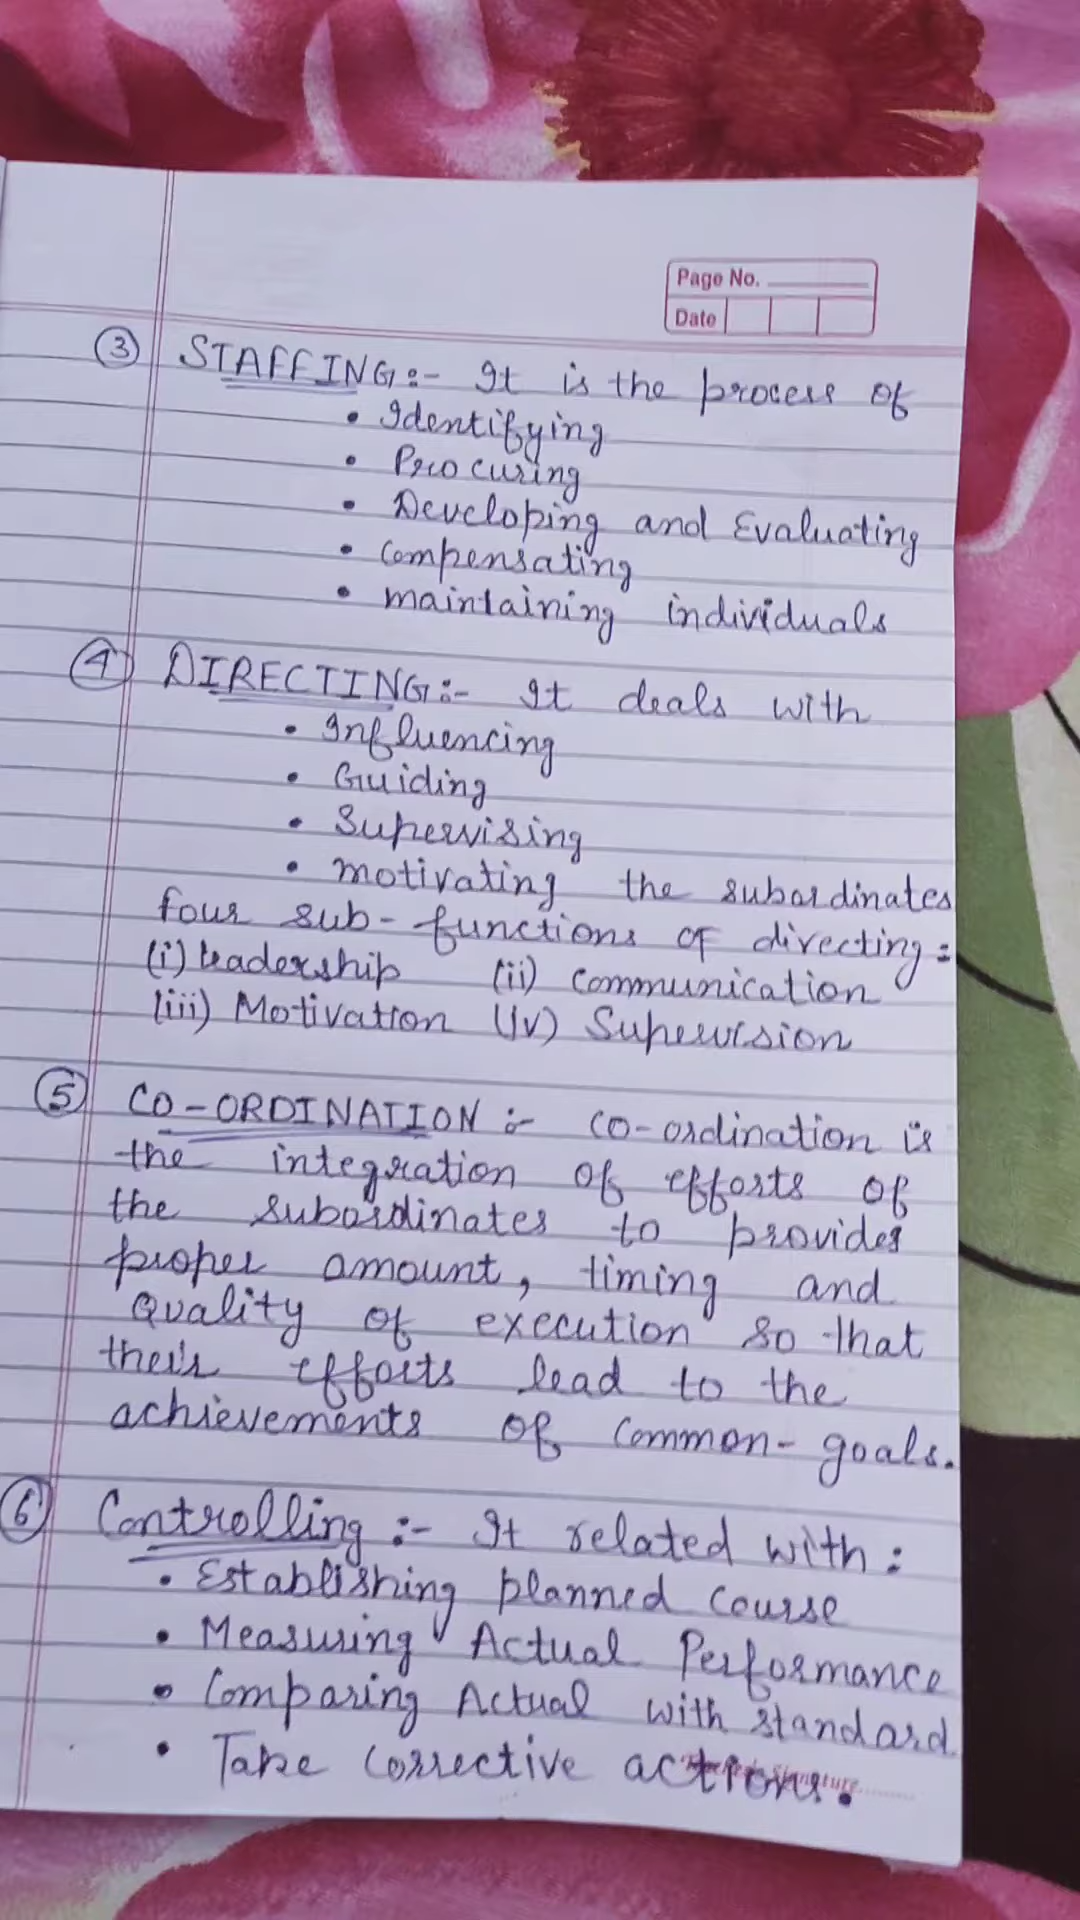 Page No.
Date
③ STAFFING :- It is the process of
• Identifying
• Procuring
• Developing and Evaluating
• Compensating
• maintaining individuals
④ DIRECTING :- It deals with
• Influencing
• Guiding
• Supervising
• motivating the subordinates
four sub-functions of directing :
(i) leadership (ii) Communication
(iii) Motivation (iv) Supervision
⑤ CO-ORDINATION :- Co-ordination is
the integration of efforts of
the subordinates to provides
proper amount, timing and
Quality of execution so that
their efforts lead to the
achievements of common-goals.
⑥ Controlling :- It related with :
• Establishing planned course
• Measuring Actual Performance
• Comparing Actual with standard
• Take corrective actions.
Signature